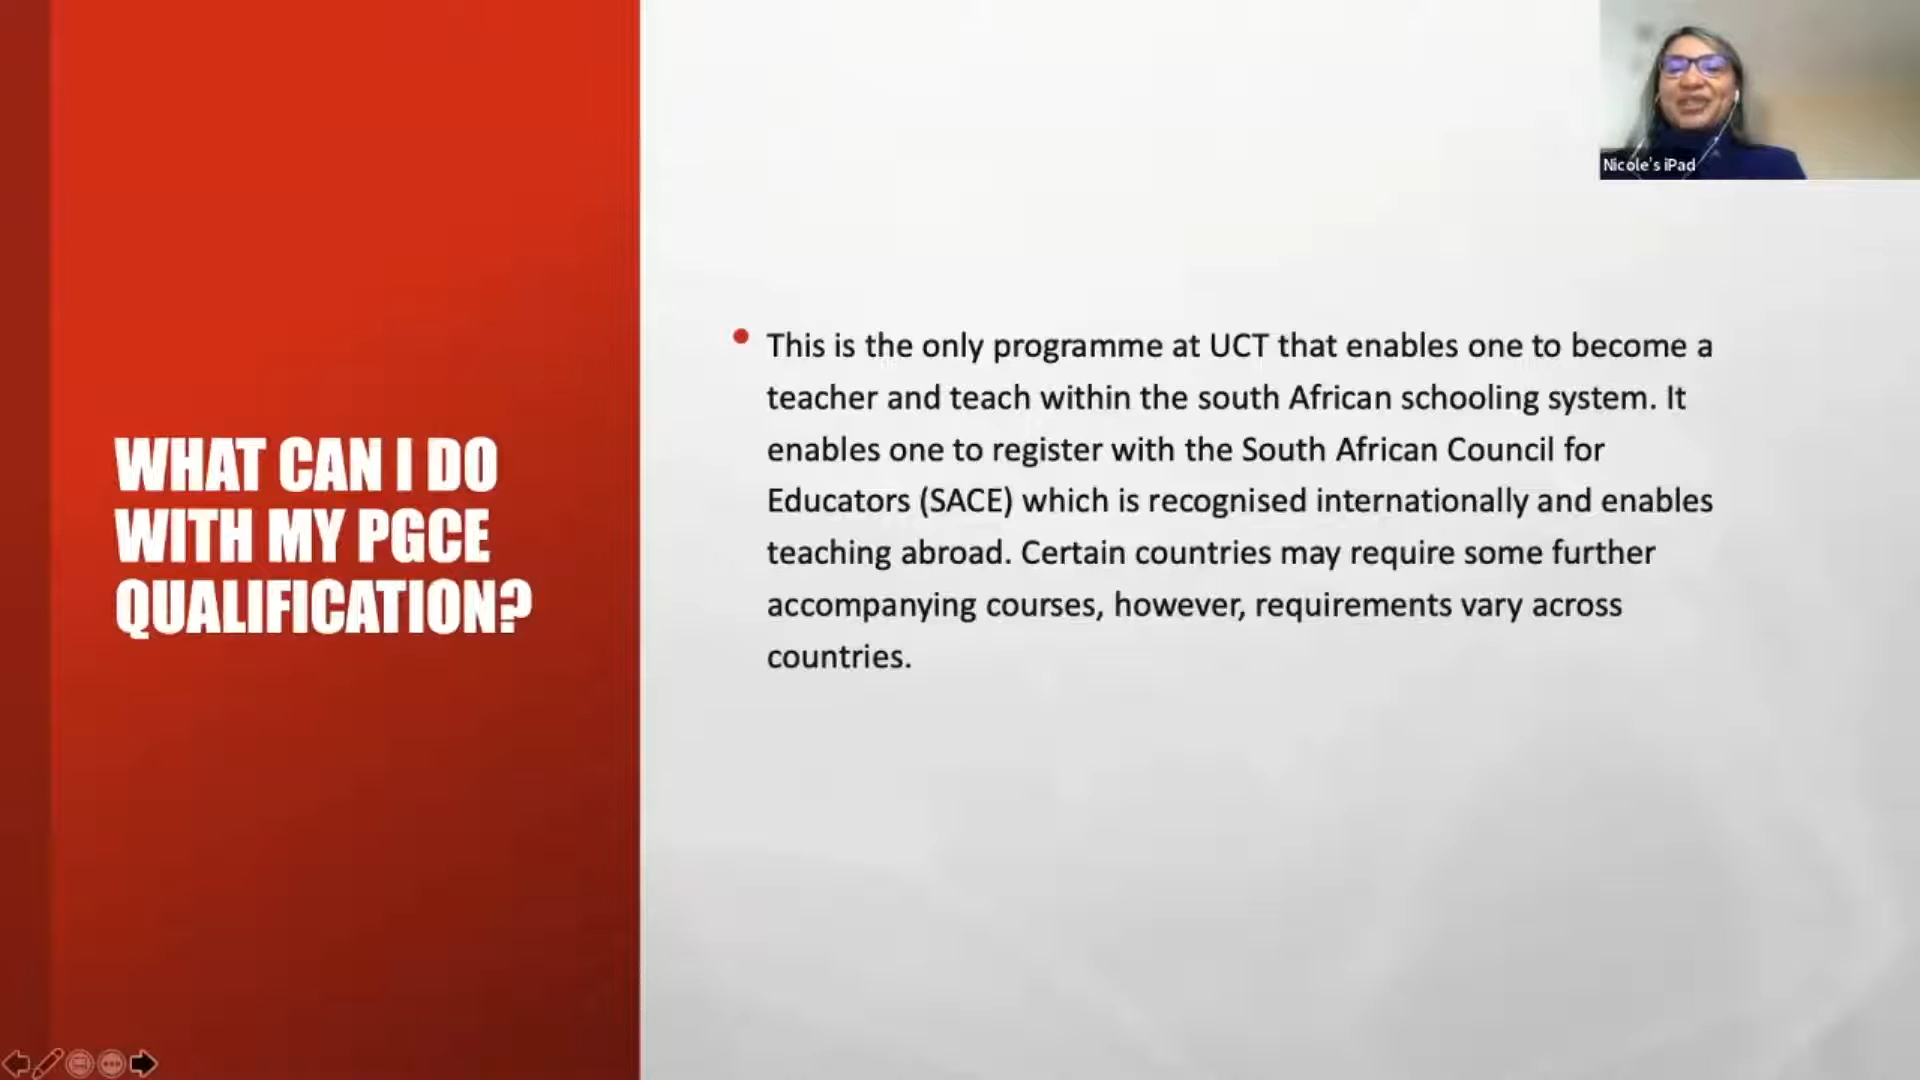 WHAT CAN I DO
WITH MY PGCE
QUALIFICATION?
This is the only programme at UCT that enables one to become a
teacher and teach within the south African schooling system. It
enables one to register with the South African Council for
Educators (SACE) which is recognised internationally and enables
teaching abroad. Certain countries may require some further
accompanying courses, however, requirements vary across
countries.
Nicole's iPad